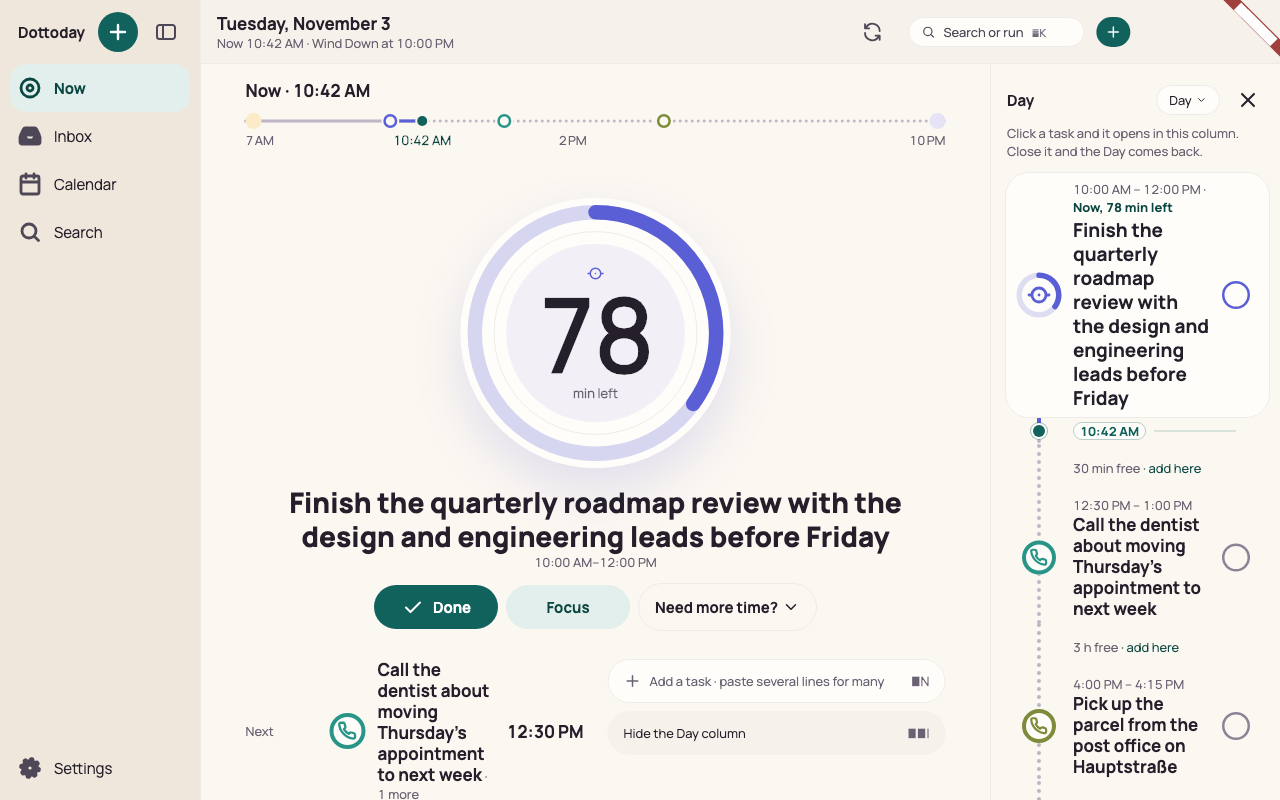 Dottoday
Now
Inbox
Calendar
Search
Settings
Tuesday, November 3
Now 10:42 AM · Wind Down at 10:00 PM
Search or run
K
Now · 10:42 AM
7 AM
10:42 AM
2 PM
10 PM
78
min left
Finish the quarterly roadmap review with the
design and engineering leads before Friday
10:00 AM–12:00 PM
Done
Focus
Need more time?
Next
Call the
dentist about
moving
Thursday's
appointment
to next week ·
1 more
12:30 PM
Add a task · paste several lines for many
N
Hide the Day column
Day
Day
Click a task and it opens in this column.
Close it and the Day comes back.
10:00 AM – 12:00 PM ·
Now, 78 min left
Finish the
quarterly
roadmap
review with
the design and
engineering
leads before
Friday
10:42 AM
30 min free · add here
12:30 PM – 1:00 PM
Call the dentist
about moving
Thursday's
appointment to
next week
3 h free · add here
4:00 PM – 4:15 PM
Pick up the
parcel from the
post office on
Hauptstraße